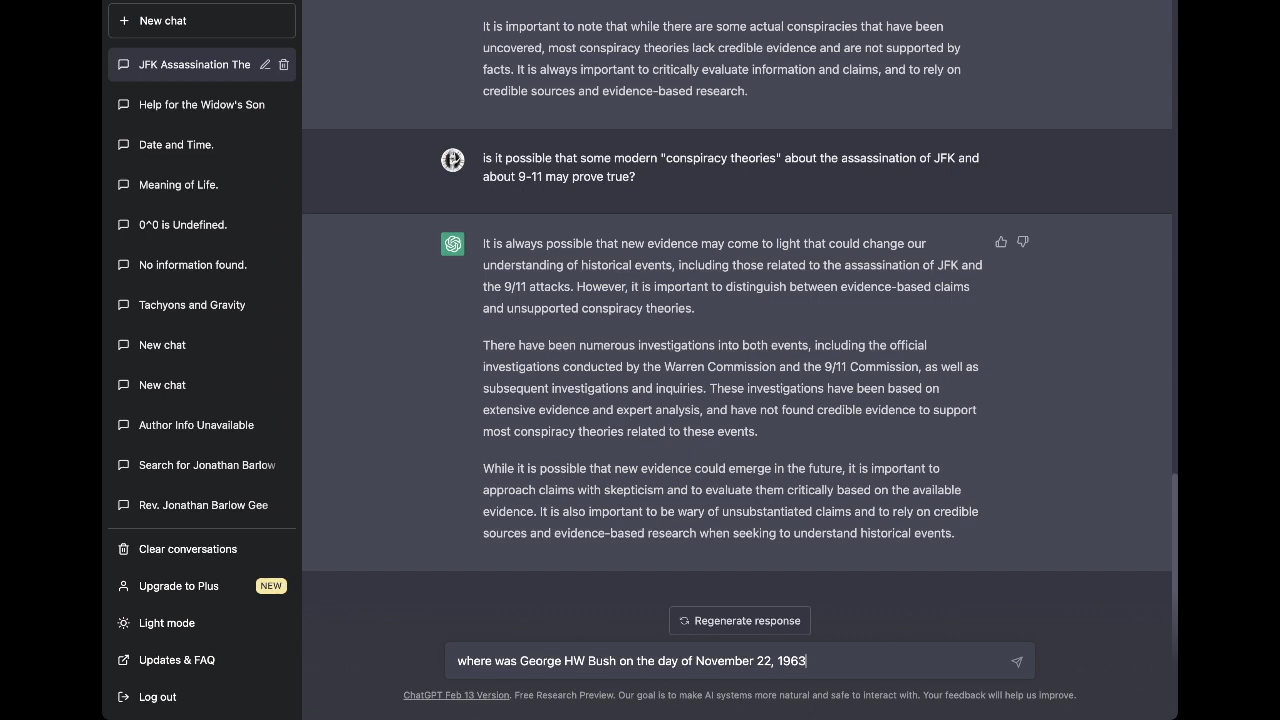 New chat
JFK Assassination The
Help for the Widow's Son
Date and Time.
Meaning of Life.
0^0 is Undefined.
No information found.
Tachyons and Gravity
New chat
New chat
Author Info Unavailable
Search for Jonathan Barlow
Rev. Jonathan Barlow Gee
Clear conversations
Upgrade to Plus NEW
Light mode
Updates & FAQ
Log out
It is important to note that while there are some actual conspiracies that have been
uncovered, most conspiracy theories lack credible evidence and are not supported by
facts. It is always important to critically evaluate information and claims, and to rely on
credible sources and evidence-based research.
is it possible that some modern "conspiracy theories" about the assassination of JFK and
about 9-11 may prove true?
It is always possible that new evidence may come to light that could change our
understanding of historical events, including those related to the assassination of JFK and
the 9/11 attacks. However, it is important to distinguish between evidence-based claims
and unsupported conspiracy theories.
There have been numerous investigations into both events, including the official
investigations conducted by the Warren Commission and the 9/11 Commission, as well as
subsequent investigations and inquiries. These investigations have been based on
extensive evidence and expert analysis, and have not found credible evidence to support
most conspiracy theories related to these events.
While it is possible that new evidence could emerge in the future, it is important to
approach claims with skepticism and to evaluate them critically based on the available
evidence. It is also important to be wary of unsubstantiated claims and to rely on credible
sources and evidence-based research when seeking to understand historical events.
Regenerate response
where was George HW Bush on the day of November 22, 1963
ChatGPT Feb 13 Version. Free Research Preview. Our goal is to make AI systems more natural and safe to interact with. Your feedback will help us improve.